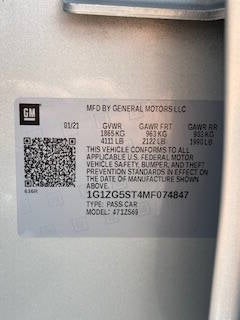 GM
MFD BY GENERAL MOTORS LLC
01/21 GVWR GAWR FRT GAWR RR
1865 KG 963 KG 903 KG
4111 LB 2122 LB 1990 LB
THIS VEHICLE CONFORMS TO ALL
APPLICABLE U.S. FEDERAL MOTOR
VEHICLE SAFETY, BUMPER, AND THEFT
PREVENTION STANDARDS IN EFFECT ON
THE DATE OF MANUFACTURE SHOWN ABOVE.
1G1ZG5ST4MF074847
TYPE: PASS CAR
MODEL: 471ZS69